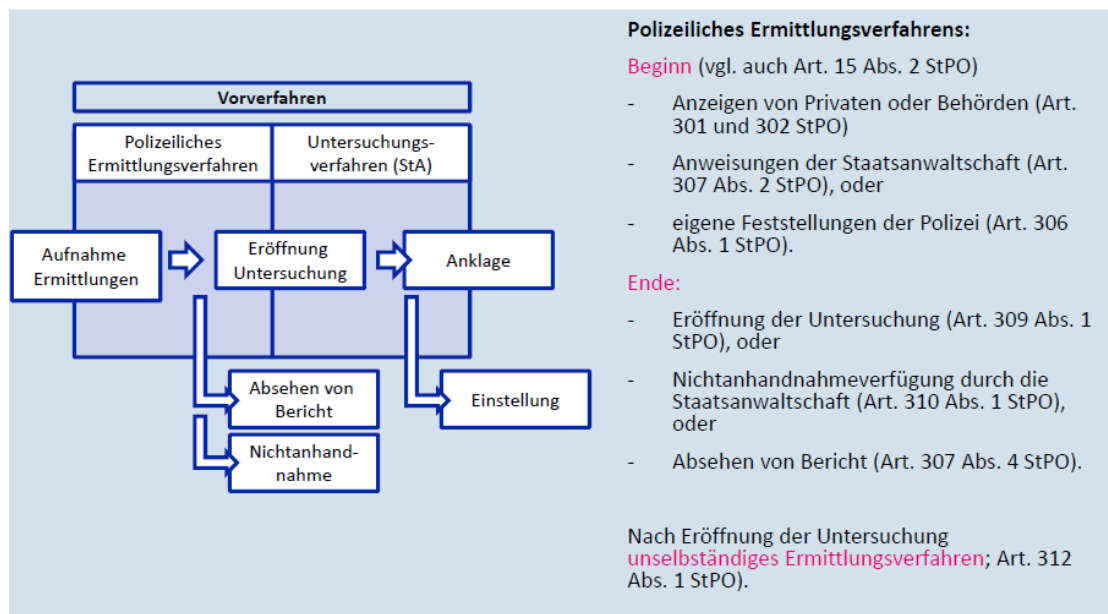 Vorverfahren
Polizeiliches
Ermittlungsverfahren
Untersuchungs-
verfahren (StA)
Aufnahme
Ermittlungen
Eröffnung
Untersuchung
Anklage
Absehen von
Bericht
Einstellung
Nichtanhand-
nahme
Polizeiliches Ermittlungsverfahrens:
Beginn (vgl. auch Art. 15 Abs. 2 StPO)
- Anzeigen von Privaten oder Behörden (Art.
301 und 302 StPO)
- Anweisungen der Staatsanwaltschaft (Art.
307 Abs. 2 StPO), oder
- eigene Feststellungen der Polizei (Art. 306
Abs. 1 StPO).
Ende:
- Eröffnung der Untersuchung (Art. 309 Abs. 1
StPO), oder
- Nichtanhandnahmeverfügung durch die
Staatsanwaltschaft (Art. 310 Abs. 1 StPO),
oder
- Absehen von Bericht (Art. 307 Abs. 4 StPO).
Nach Eröffnung der Untersuchung
unselbständiges Ermittlungsverfahren; Art. 312
Abs. 1 StPO).